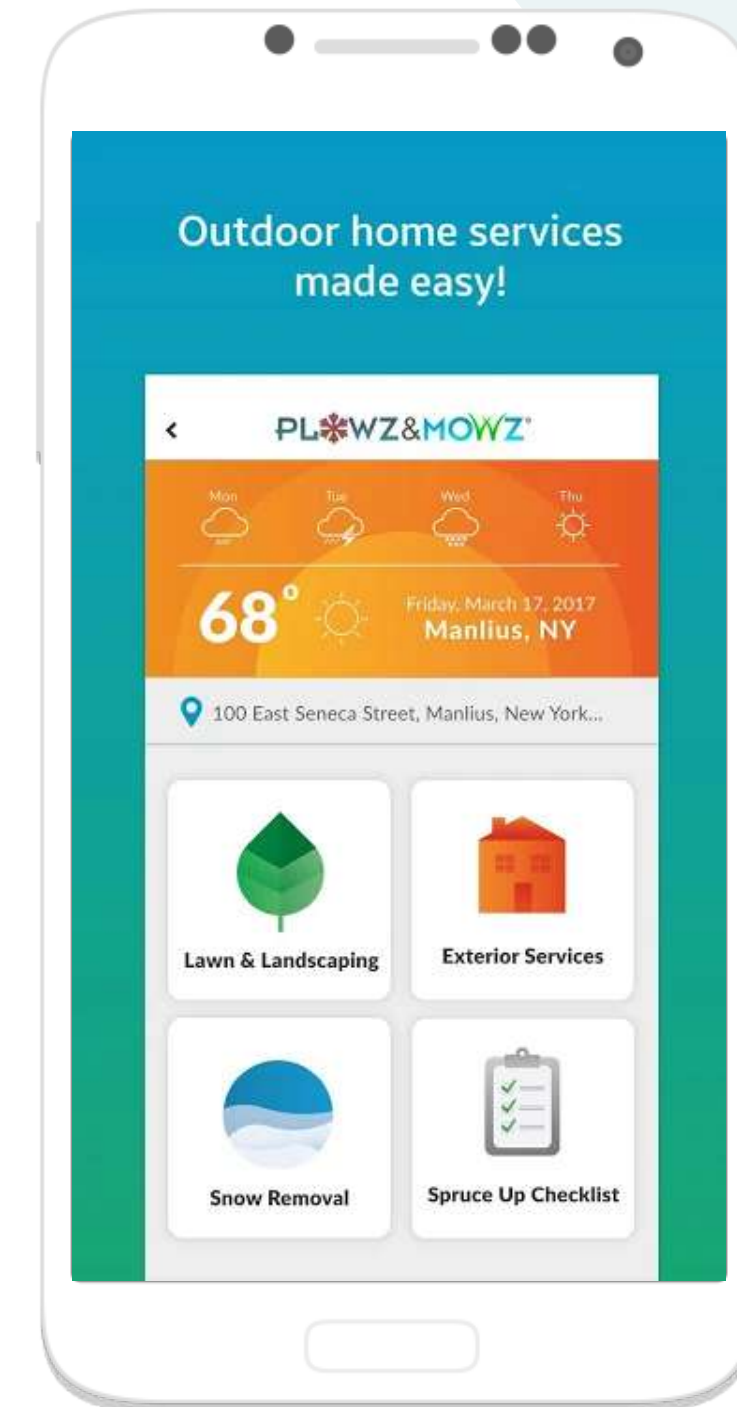 Outdoor home services
made easy!
PLOWZ&MOWZ®
Mon Tue Wed Thu
68° Friday, March 17, 2017
Manlius, NY
100 East Seneca Street, Manlius, New York...
Lawn & Landscaping Exterior Services
Snow Removal Spruce Up Checklist